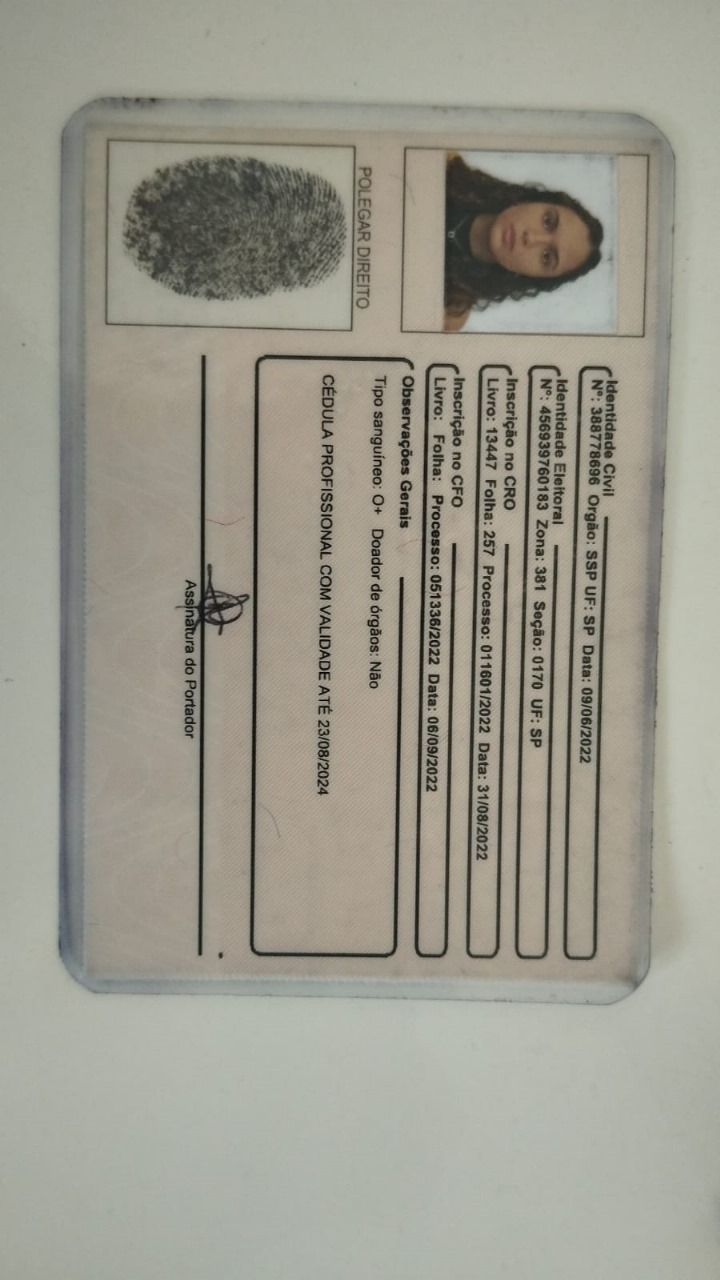 POLEGAR DIREITO
Identidade Civil
Nº: 388778696 Orgão: SSP UF: SP Data: 09/06/2022
Identidade Eleitoral
Nº: 456939760183 Zona: 381 Seção: 0170 UF: SP
Inscrição no CRO
Livro: 13447 Folha: 257 Processo: 011601/2022 Data: 31/08/2022
Inscrição no CFO
Livro: Folha: Processo: 051336/2022 Data: 06/09/2022
Observações Gerais
Tipo sanguíneo: O+ Doador de órgãos: Não
CÉDULA PROFISSIONAL COM VALIDADE ATÉ 23/08/2024
Assinatura do Portador